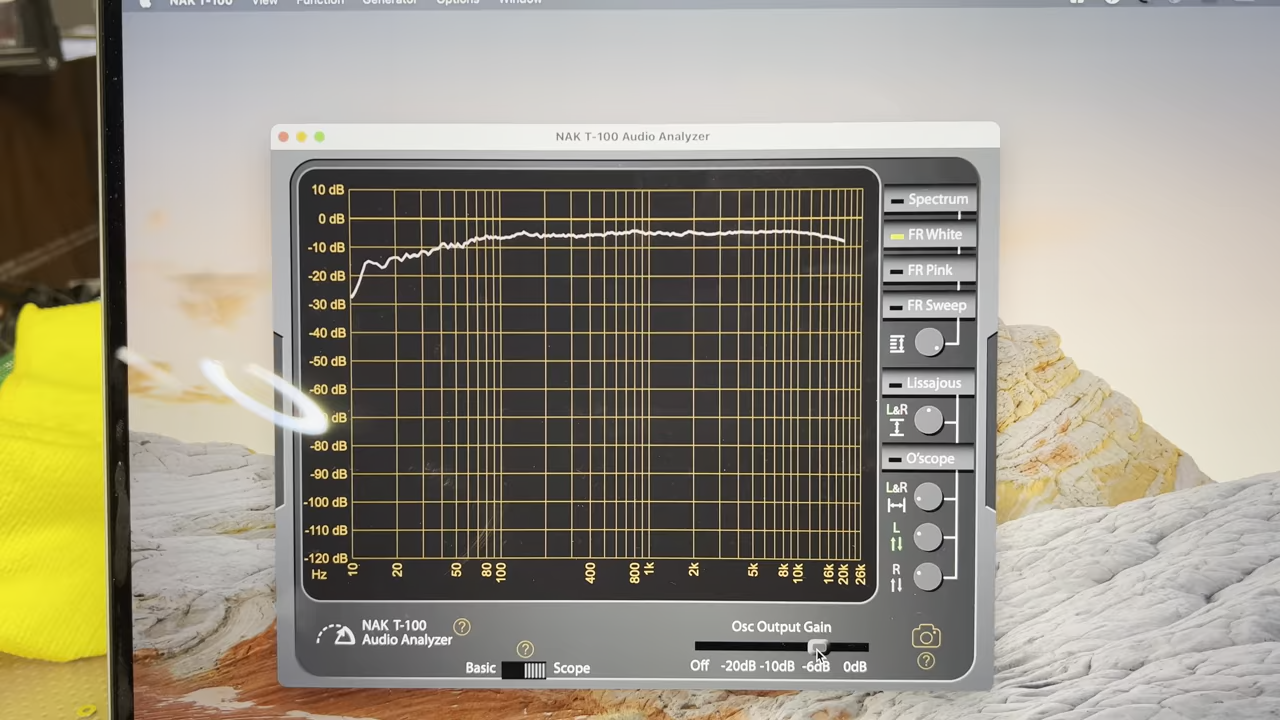 NAK T-100 View Function Generator Options Window
NAK T-100 Audio Analyzer
10 dB
0 dB
-10 dB
-20 dB
-30 dB
-40 dB
-50 dB
-60 dB
dB
-80 dB
-90 dB
-100 dB
-110 dB
-120 dB
Hz 10 20 50 80 100 400 800 1k 2k 5k 8k 10k 16k 20k 26k
Spectrum
FR White
FR Pink
FR Sweep
Lissajous
L&R
O'scope
L&R
L
R
NAK T-100
Audio Analyzer
?
?
Basic Scope
Osc Output Gain
Off -20dB -10dB -6dB 0dB
?